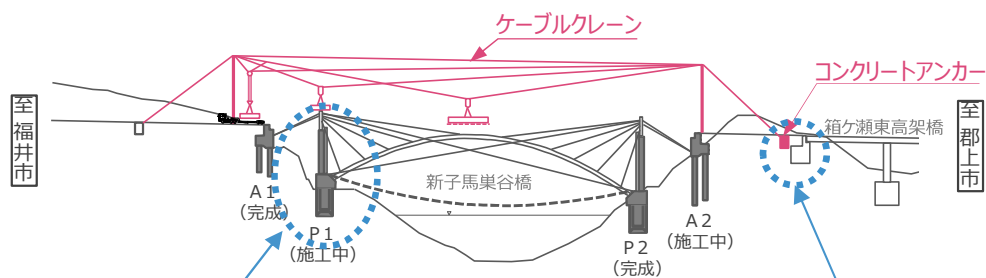 ケーブルクレーン
コンクリートアンカー
至福井市
至郡上市
箱ケ瀬東高架橋
新子馬巣谷橋
A1
(完成)
P1
(施工中)
P2
(完成)
A2
(施工中)